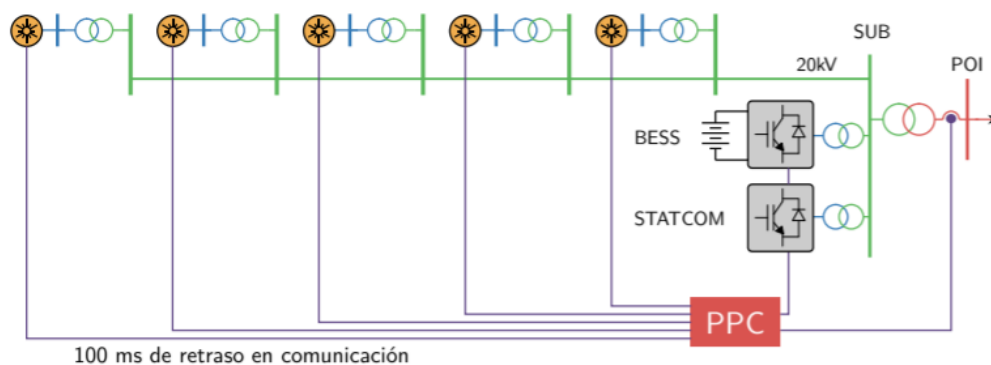 SUB
20kV
POI
BESS
STATCOM
PPC
100 ms de retraso en comunicación